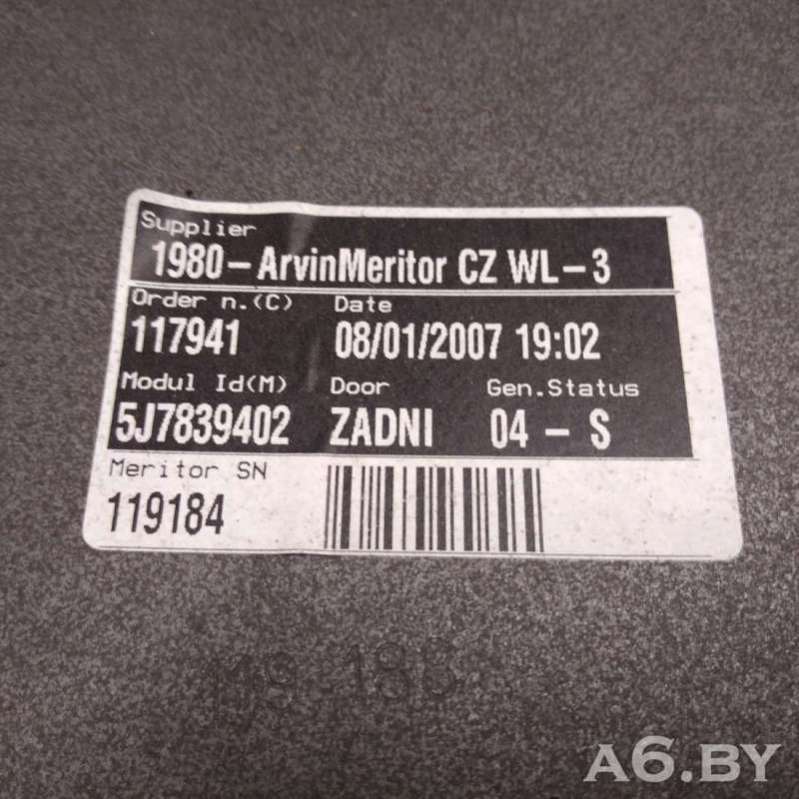 Supplier
1980-ArvinMeritor CZ WL-3
Order n.(C) Date
117941 08/01/2007 19:02
Modul Id(M) Door Gen.Status
5J7839402 ZADNI 04 - S
Meritor SN
119184
A6.BY